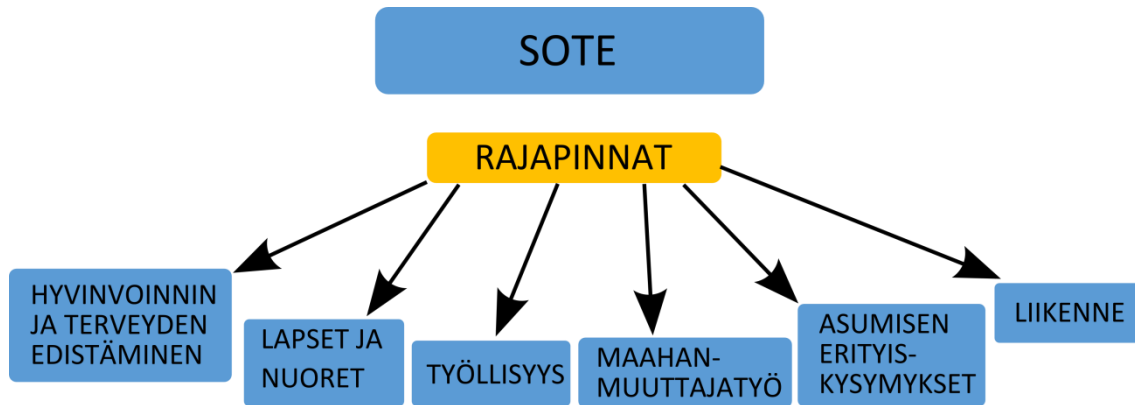 SOTE
RAJAPINNAT
HYVINVOINNIN
JA TERVEYDEN
EDISTÄMINEN
LAPSET JA
NUORET
TYÖLLISYYS
MAAHAN-
MUUTTAJATYÖ
ASUMISEN
ERITYIS-
KYSYMYKSET
LIIKENNE